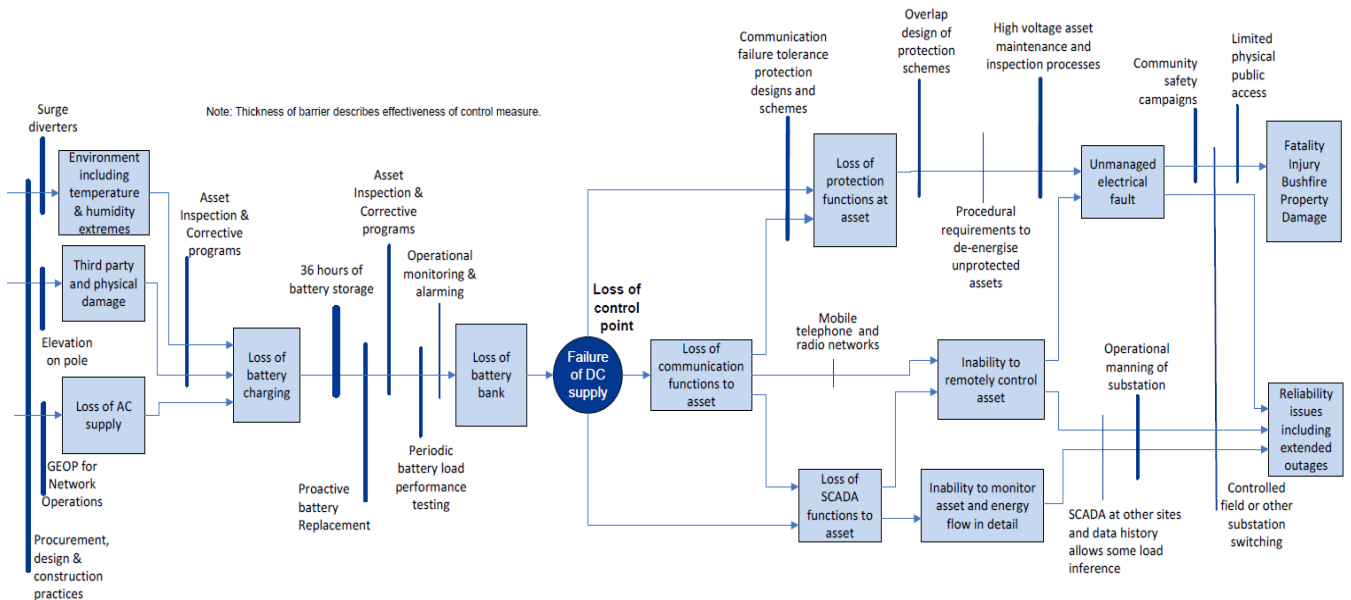 Note: Thickness of barrier describes effectiveness of control measure.
Surge
diverters
Environment
including
temperature
& humidity
extremes
Third party
and physical
damage
Elevation
on pole
Loss of AC
supply
GEOP for
Network
Operations
Procurement,
design &
construction
practices
Asset
Inspection &
Corrective
programs
Loss of
battery
charging
36 hours of
battery storage
Proactive
battery
Replacement
Asset
Inspection &
Corrective
programs
Operational
monitoring &
alarming
Periodic
battery load
performance
testing
Loss of
battery
bank
Loss of
control
point
Failure
of DC
supply
Loss of
communication
functions to
asset
Communication
failure tolerance
protection
designs and
schemes
Loss of
protection
functions at
asset
Overlap
design of
protection
schemes
Procedural
requirements to
de-energise
unprotected
assets
High voltage asset
maintenance and
inspection processes
Unmanaged
electrical
fault
Community
safety
campaigns
Limited
physical
public
access
Fatality
Injury
Bushfire
Property
Damage
Mobile
telephone and
radio networks
Inability to
remotely control
asset
Loss of
SCADA
functions to
asset
Inability to monitor
asset and energy
flow in detail
Operational
manning of
substation
SCADA at other sites
and data history
allows some load
inference
Controlled
field or other
substation
switching
Reliability
issues
including
extended
outages